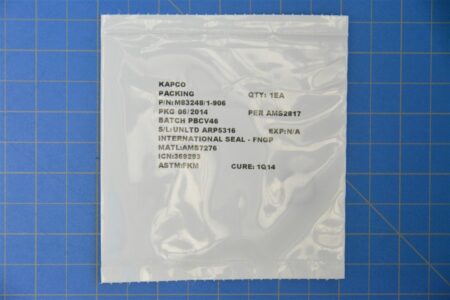 KAPCO
PACKING QTY: 1EA
P/N:M83248/1-906
PKG 06/2014 PER AMS2817
BATCH PBCV46
S/L:UNLTD ARP5316 EXP:N/A
INTERNATIONAL SEAL - FNGP
MATL:AMS7276
ICN:369293
ASTM:FKM CURE: 1Q14